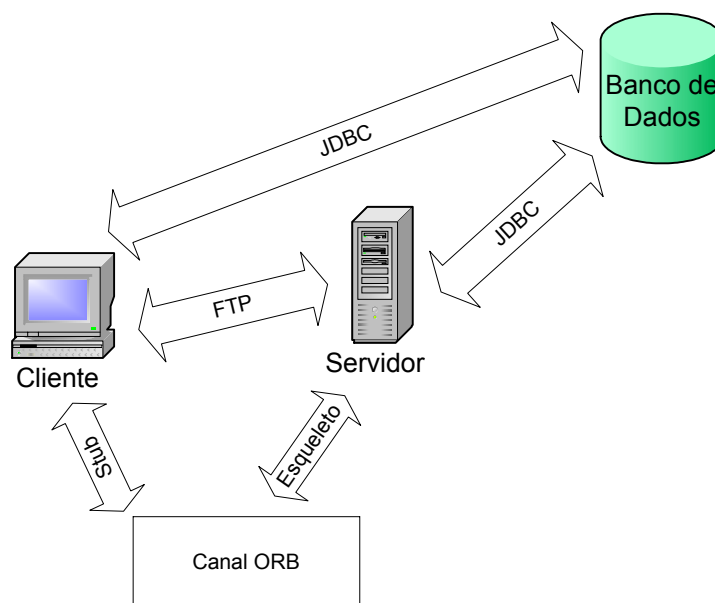 Banco de
Dados
JDBC
JDBC
FTP
Servidor
Cliente
Stub
Esqueleto
Canal ORB